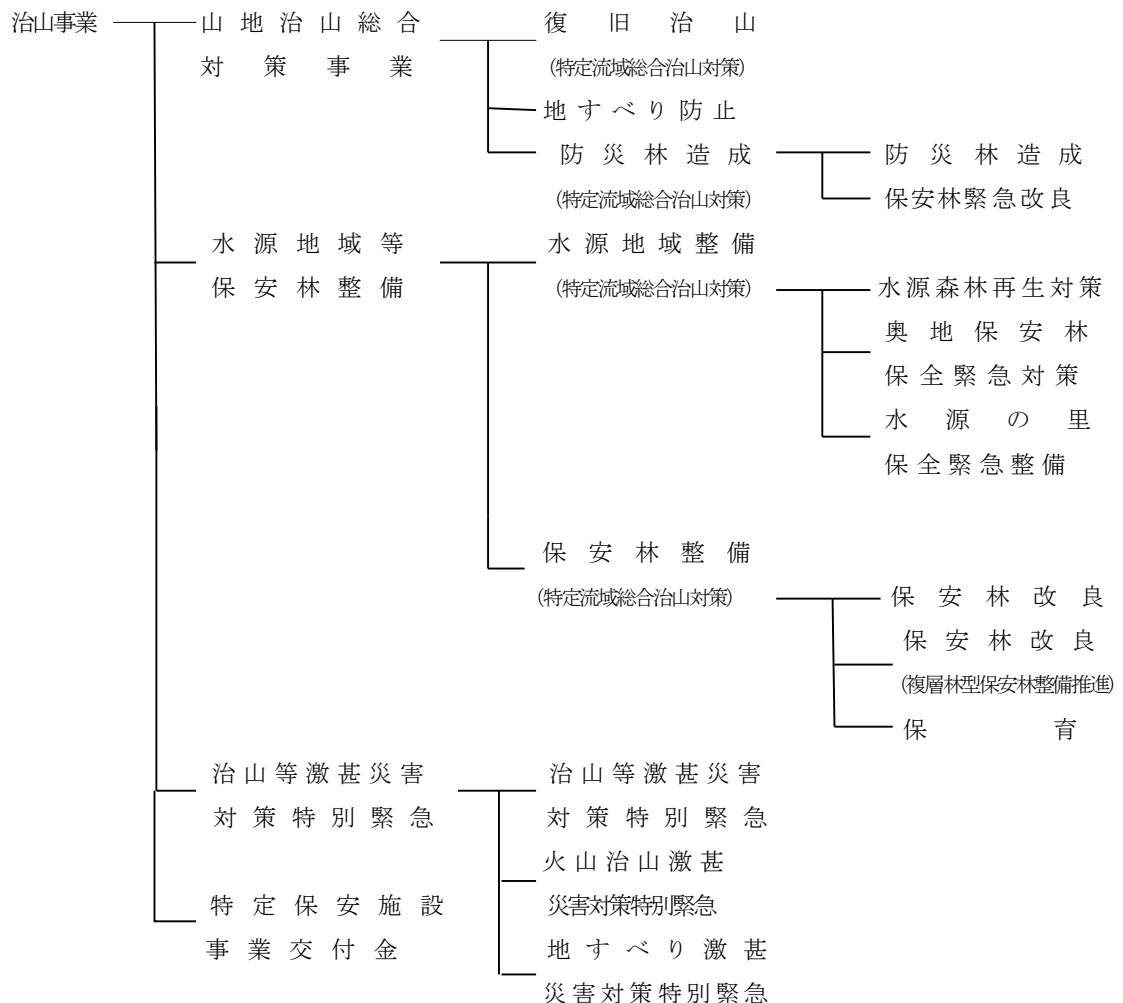 治山事業
山地治山総合
対策事業
復旧治山
(特定流域総合治山対策)
地すべり防止
防災林造成
(特定流域総合治山対策)
防災林造成
保安林緊急改良
水源地域等
保安林整備
水源地域整備
(特定流域総合治山対策)
水源森林再生対策
奥地保安林
保全緊急対策
水源の里
保全緊急整備
保安林整備
(特定流域総合治山対策)
保安林改良
保安林改良
(複層林型保安林整備推進)
保育
治山等激甚災害
対策特別緊急
治山等激甚災害
対策特別緊急
火山治山激甚
災害対策特別緊急
地すべり激甚
災害対策特別緊急
特定保安施設
事業交付金